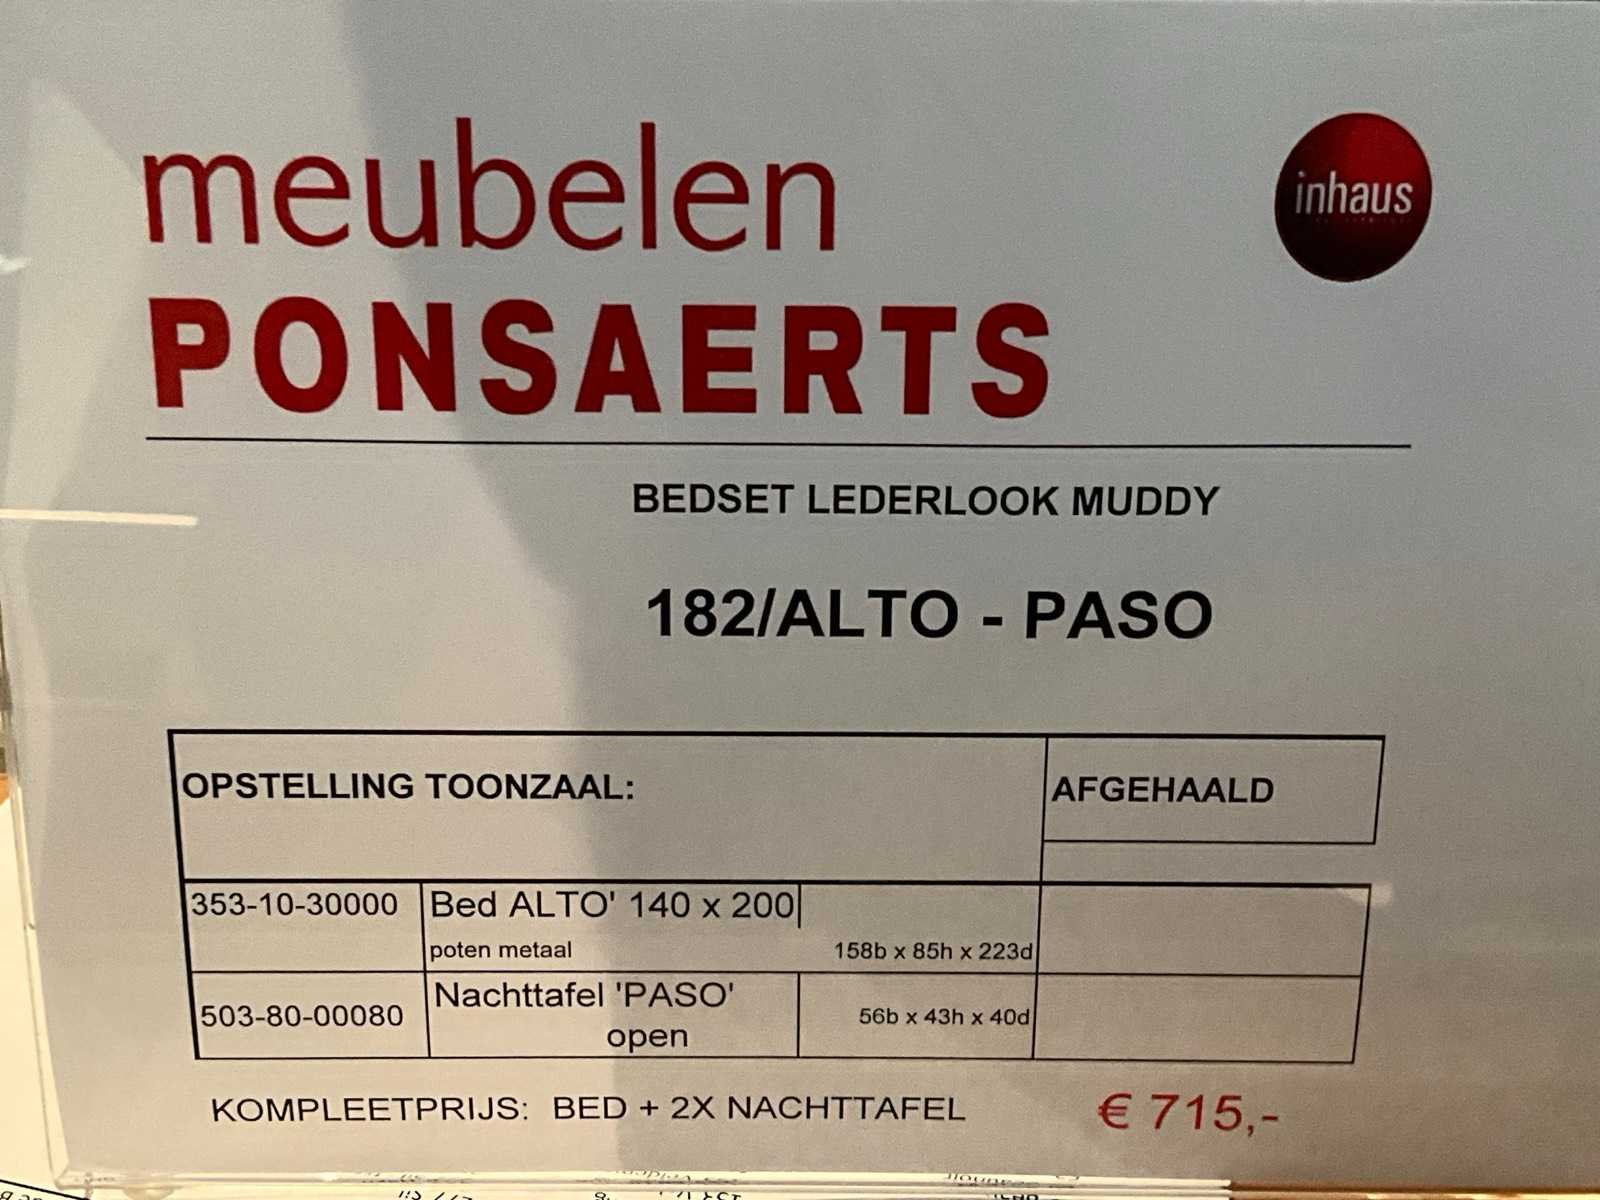 meubelen
inhaus
PONSAERTS
BEDSET LEDERLOOK MUDDY
182/ALTO - PASO
OPSTELLING TOONZAAL: AFGEHAALD
353-10-30000 Bed ALTO' 140 x 200
poten metaal 158b x 85h x 223d
503-80-00080 Nachttafel 'PASO' 56b x 43h x 40d
open
KOMPLEETPRIJS: BED + 2X NACHTTAFEL € 715,-